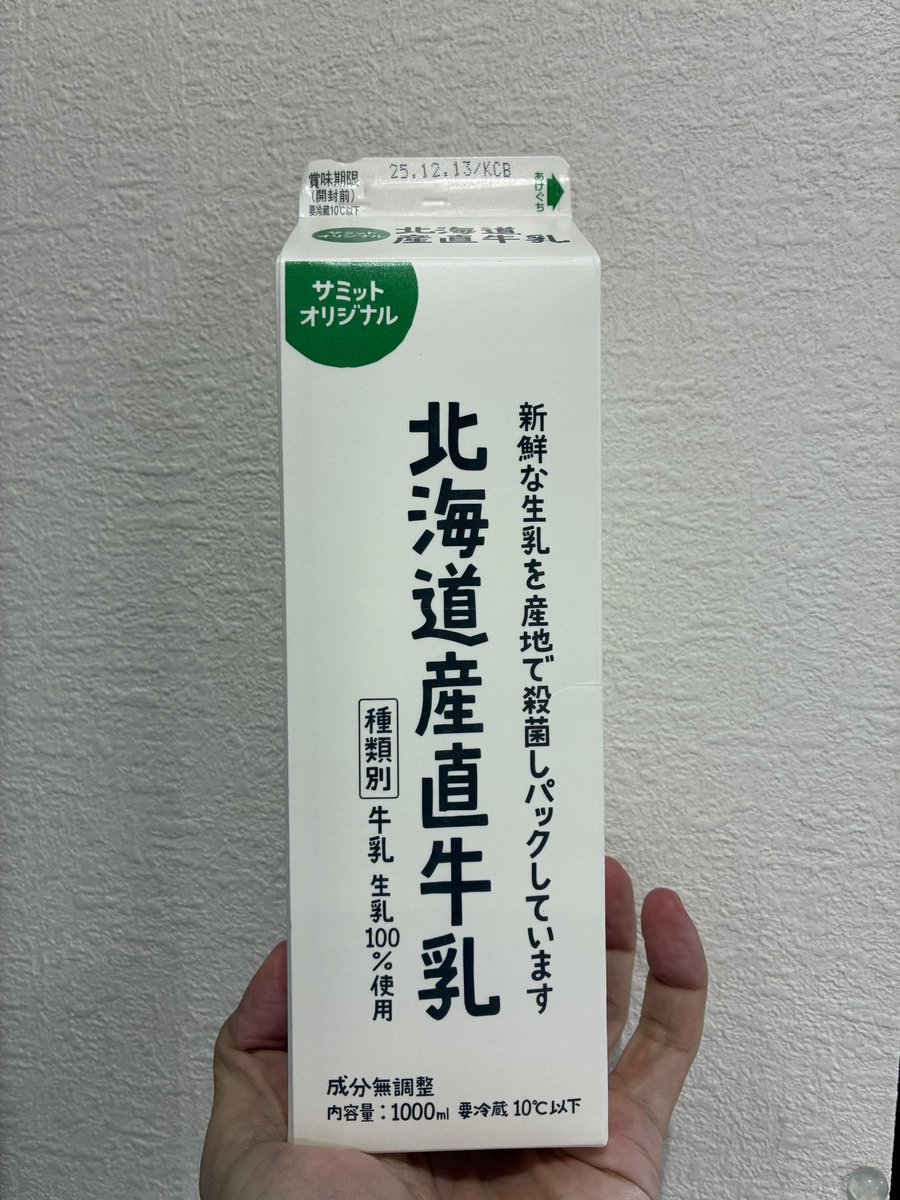 賞味期限
(開封前)
要冷蔵10℃以下
25.12.13/KCB
あけぐち
サミット
オリジナル
北海道
産直牛乳
サミット
オリジナル
新鮮な生乳を産地で殺菌しパックしています
北海道産直牛乳
種類別 牛乳 生乳100%使用
成分無調整
内容量：1000ml 要冷蔵 10℃以下